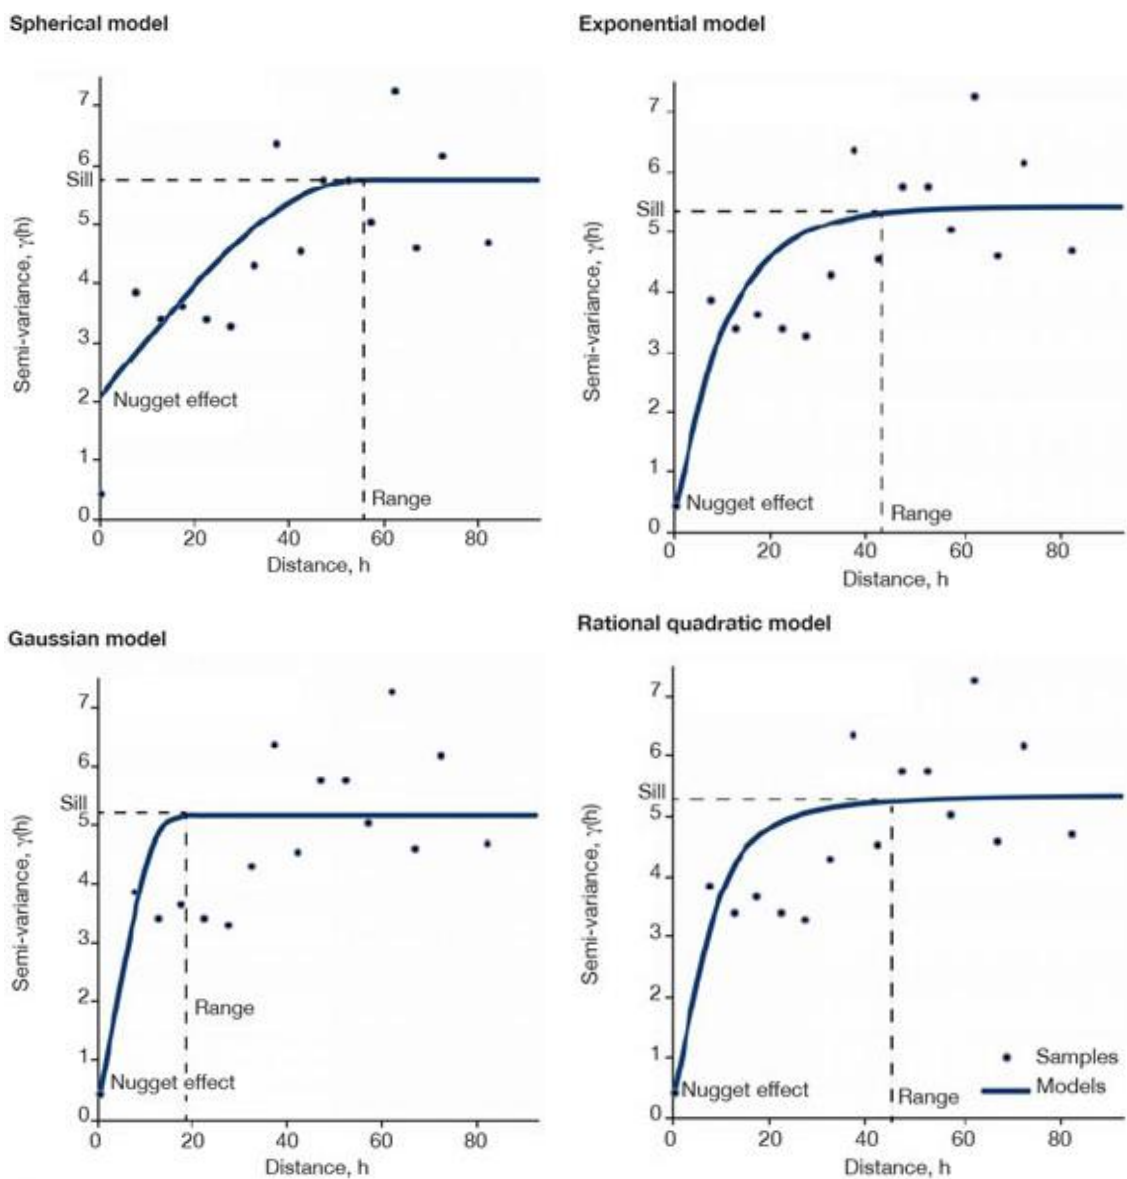 Spherical model
7
6
Sill
5
4
3
2
1
0
Semi-variance, γ(h)
Nugget effect
Range
0 20 40 60 80
Distance, h
Exponential model
7
6
Sill
5
4
3
2
1
0
Semi-variance, γ(h)
Nugget effect
Range
0 20 40 60 80
Distance, h
Gaussian model
7
6
Sill
5
4
3
2
1
0
Semi-variance, γ(h)
Range
Nugget effect
0 20 40 60 80
Distance, h
Rational quadratic model
7
6
Sill
5
4
3
2
1
0
Semi-variance, γ(h)
Samples
Models
Nugget effect
Range
0 20 40 60 80
Distance, h